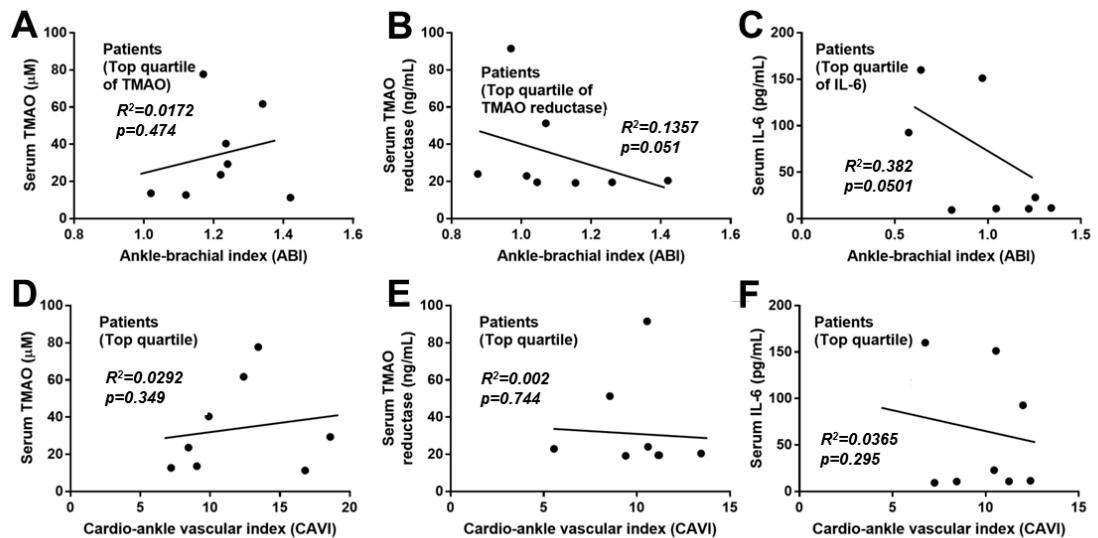 A
Patients
(Top quartile
of TMAO)
R²=0.0172
p=0.474
Serum TMAO (μM)
100
80
60
40
20
0
0.8 1.0 1.2 1.4 1.6
Ankle-brachial index (ABI)
B
Patients
(Top quartile of
TMAO reductase)
R²=0.1357
p=0.051
Serum TMAO
reductase (ng/mL)
100
80
60
40
20
0
0.8 1.0 1.2 1.4 1.6
Ankle-brachial index (ABI)
C
Patients
(Top quartile
of IL-6)
R²=0.382
p=0.0501
Serum IL-6 (pg/mL)
200
150
100
50
0
0.0 0.5 1.0 1.5
Ankle-brachial index (ABI)
D
Patients
(Top quartile)
R²=0.0292
p=0.349
Serum TMAO (μM)
100
80
60
40
20
0
0 5 10 15 20
Cardio-ankle vascular index (CAVI)
E
Patients
(Top quartile)
R²=0.002
p=0.744
Serum TMAO
reductase (ng/mL)
100
80
60
40
20
0
0 5 10 15
Cardio-ankle vascular index (CAVI)
F
Patients
(Top quartile)
R²=0.0365
p=0.295
Serum IL-6 (pg/mL)
200
150
100
50
0
0 5 10 15
Cardio-ankle vascular index (CAVI)